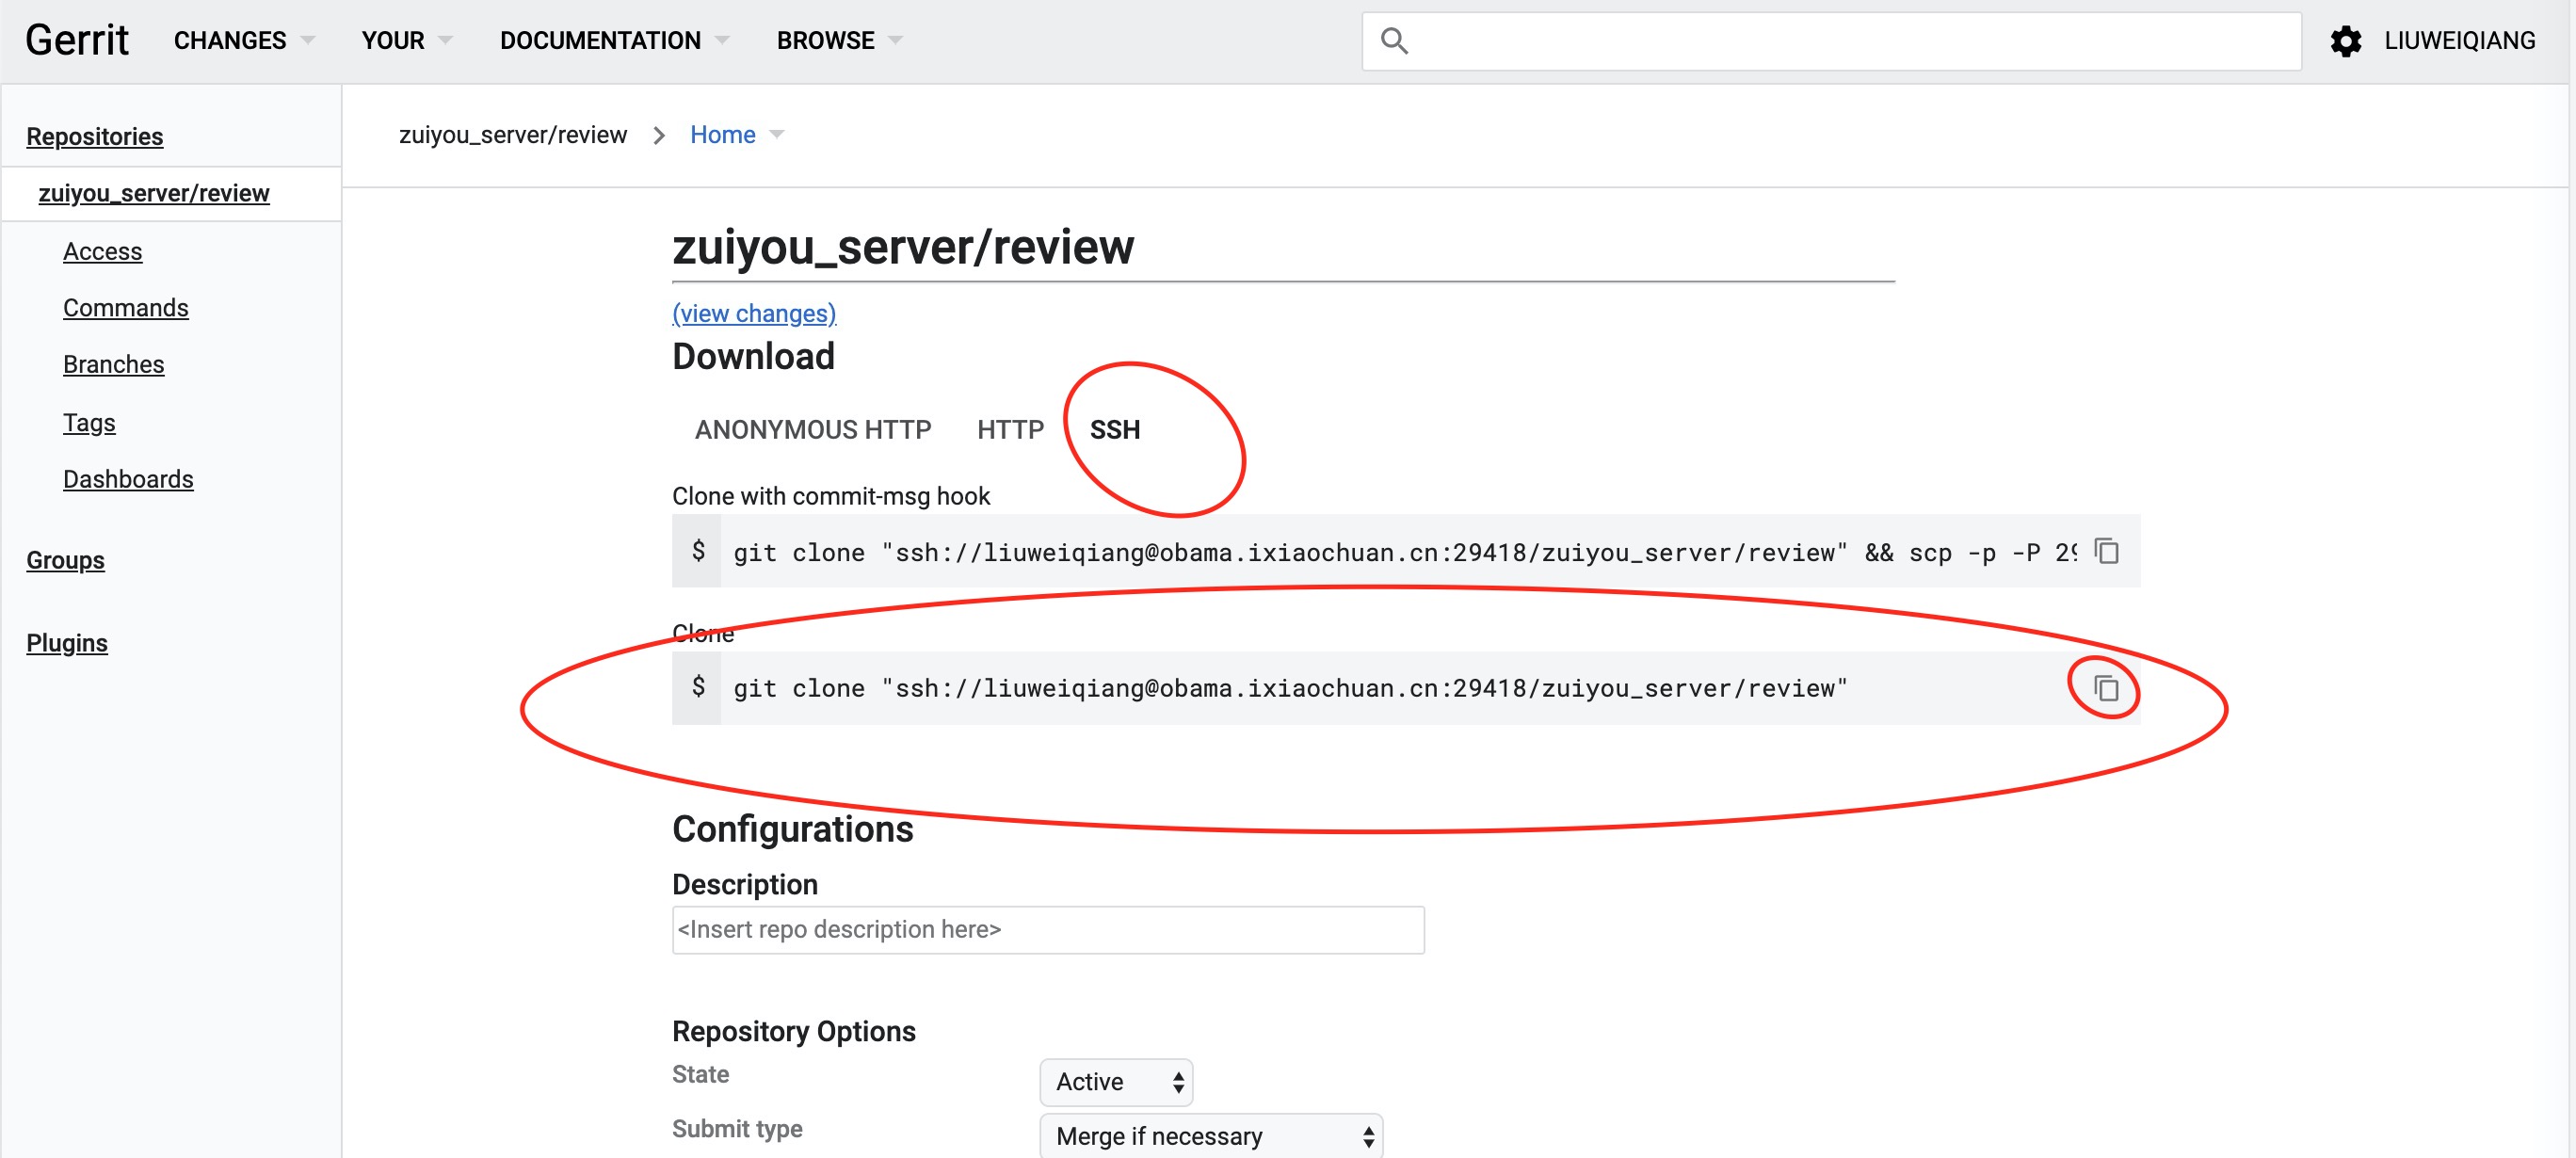 Gerrit CHANGES YOUR DOCUMENTATION BROWSE LIUWEIQIANG
Repositories
zuiyou_server/review
Access
Commands
Branches
Tags
Dashboards
Groups
Plugins
zuiyou_server/review > Home
zuiyou_server/review
(view changes)
Download
ANONYMOUS HTTP HTTP SSH
Clone with commit-msg hook
$ git clone "ssh://liuweiqiang@obama.ixiaochuan.cn:29418/zuiyou_server/review" && scp -p -P 29
Clone
$ git clone "ssh://liuweiqiang@obama.ixiaochuan.cn:29418/zuiyou_server/review"
Configurations
Description
<Insert repo description here>
Repository Options
State Active
Submit type Merge if necessary